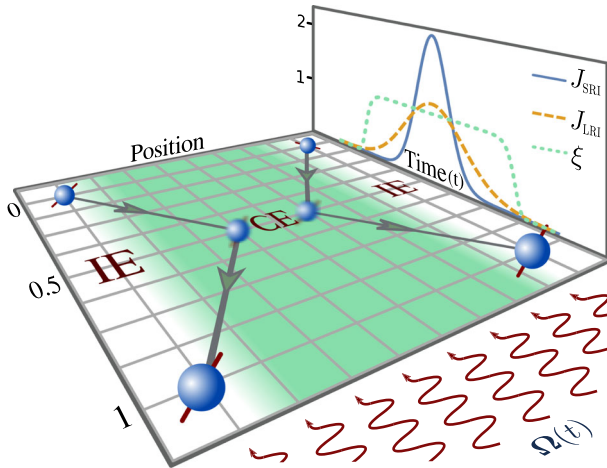 2
1
J_SRI
J_LRI
ξ
Position
Time(t)
0
0.5
1
IE
CE
IE
Ω(t)